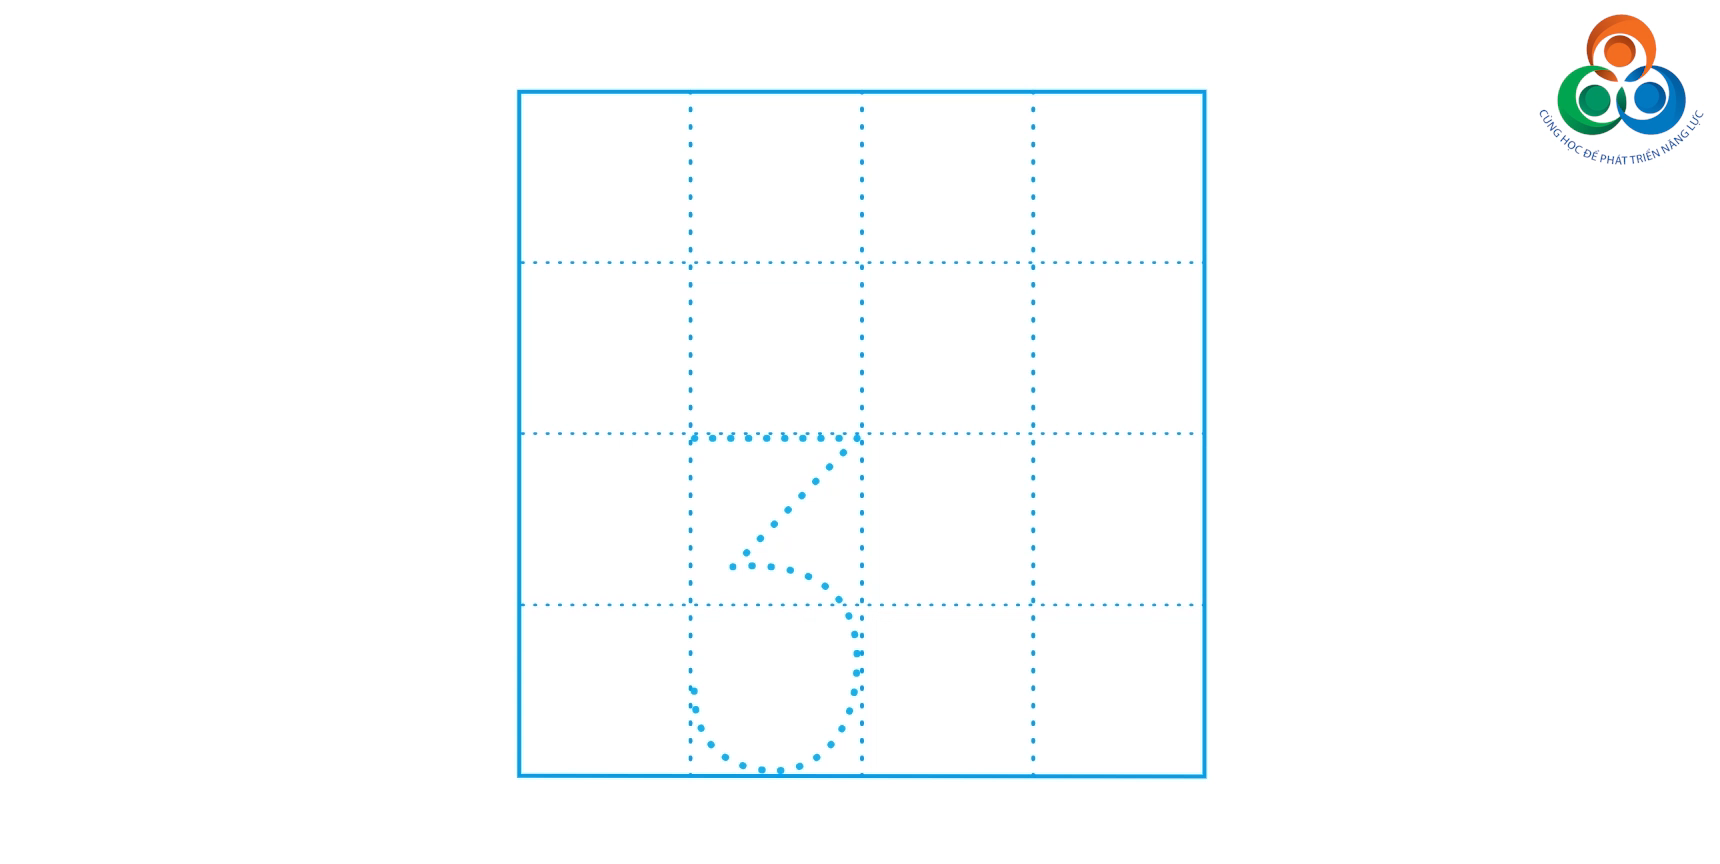 CÙNG HỌC ĐỂ PHÁT TRIỂN NĂNG LỰC
3